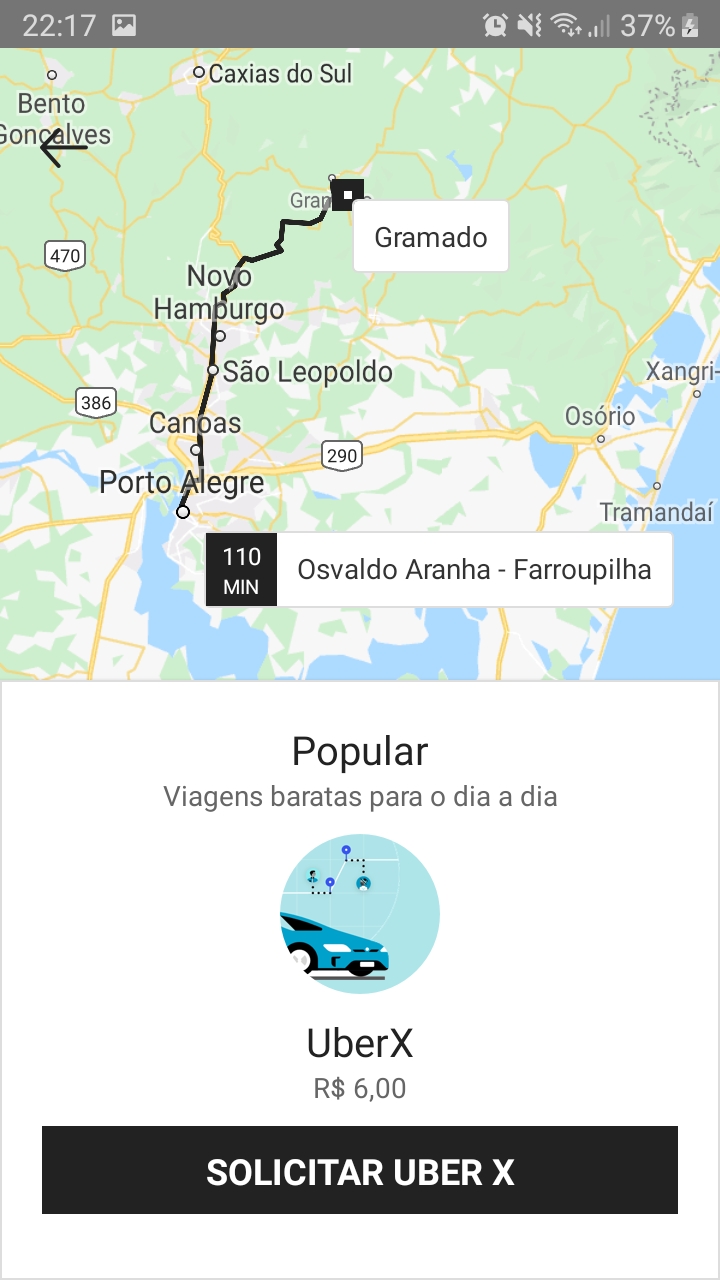 22:17
37%
Caxias do Sul
Bento
Gonçalves
Gramado
470
Novo
Hamburgo
São Leopoldo
Xangri-
386
Canoas
Osório
290
Porto Alegre
Tramandaí
110
MIN
Osvaldo Aranha - Farroupilha
Popular
Viagens baratas para o dia a dia
UberX
R$ 6,00
SOLICITAR UBER X